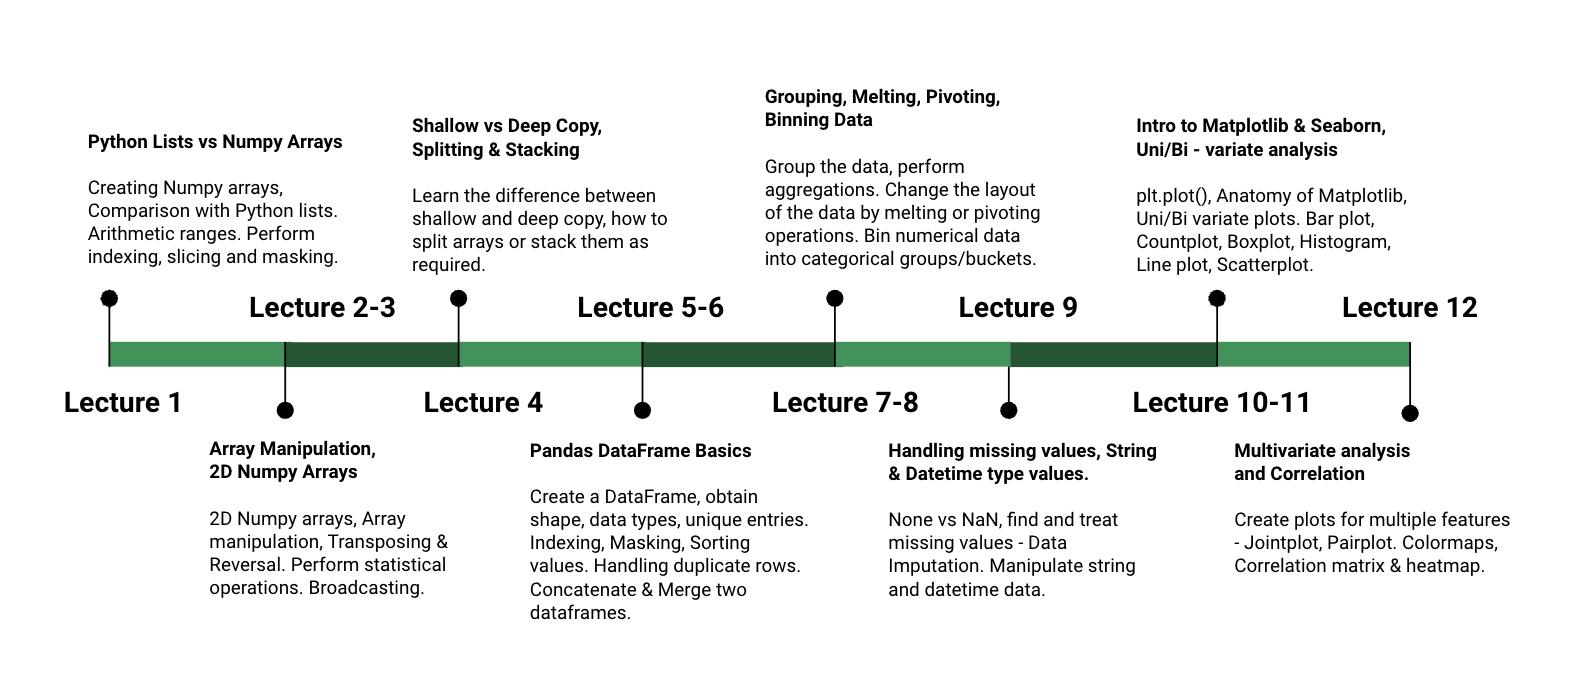 Python Lists vs Numpy Arrays
Creating Numpy arrays,
Comparison with Python lists.
Arithmetic ranges. Perform
indexing, slicing and masking.
Lecture 1
Lecture 2-3
Array Manipulation,
2D Numpy Arrays
2D Numpy arrays, Array
manipulation, Transposing &
Reversal. Perform statistical
operations. Broadcasting.
Shallow vs Deep Copy,
Splitting & Stacking
Learn the difference between
shallow and deep copy, how to
split arrays or stack them as
required.
Lecture 4
Lecture 5-6
Pandas DataFrame Basics
Create a DataFrame, obtain
shape, data types, unique entries.
Indexing, Masking, Sorting
values. Handling duplicate rows.
Concatenate & Merge two
dataframes.
Grouping, Melting, Pivoting,
Binning Data
Group the data, perform
aggregations. Change the layout
of the data by melting or pivoting
operations. Bin numerical data
into categorical groups/buckets.
Lecture 7-8
Lecture 9
Handling missing values, String
& Datetime type values.
None vs NaN, find and treat
missing values - Data
Imputation. Manipulate string
and datetime data.
Intro to Matplotlib & Seaborn,
Uni/Bi - variate analysis
plt.plot(), Anatomy of Matplotlib,
Uni/Bi variate plots. Bar plot,
Countplot, Boxplot, Histogram,
Line plot, Scatterplot.
Lecture 10-11
Lecture 12
Multivariate analysis
and Correlation
Create plots for multiple features
- Jointplot, Pairplot. Colormaps,
Correlation matrix & heatmap.